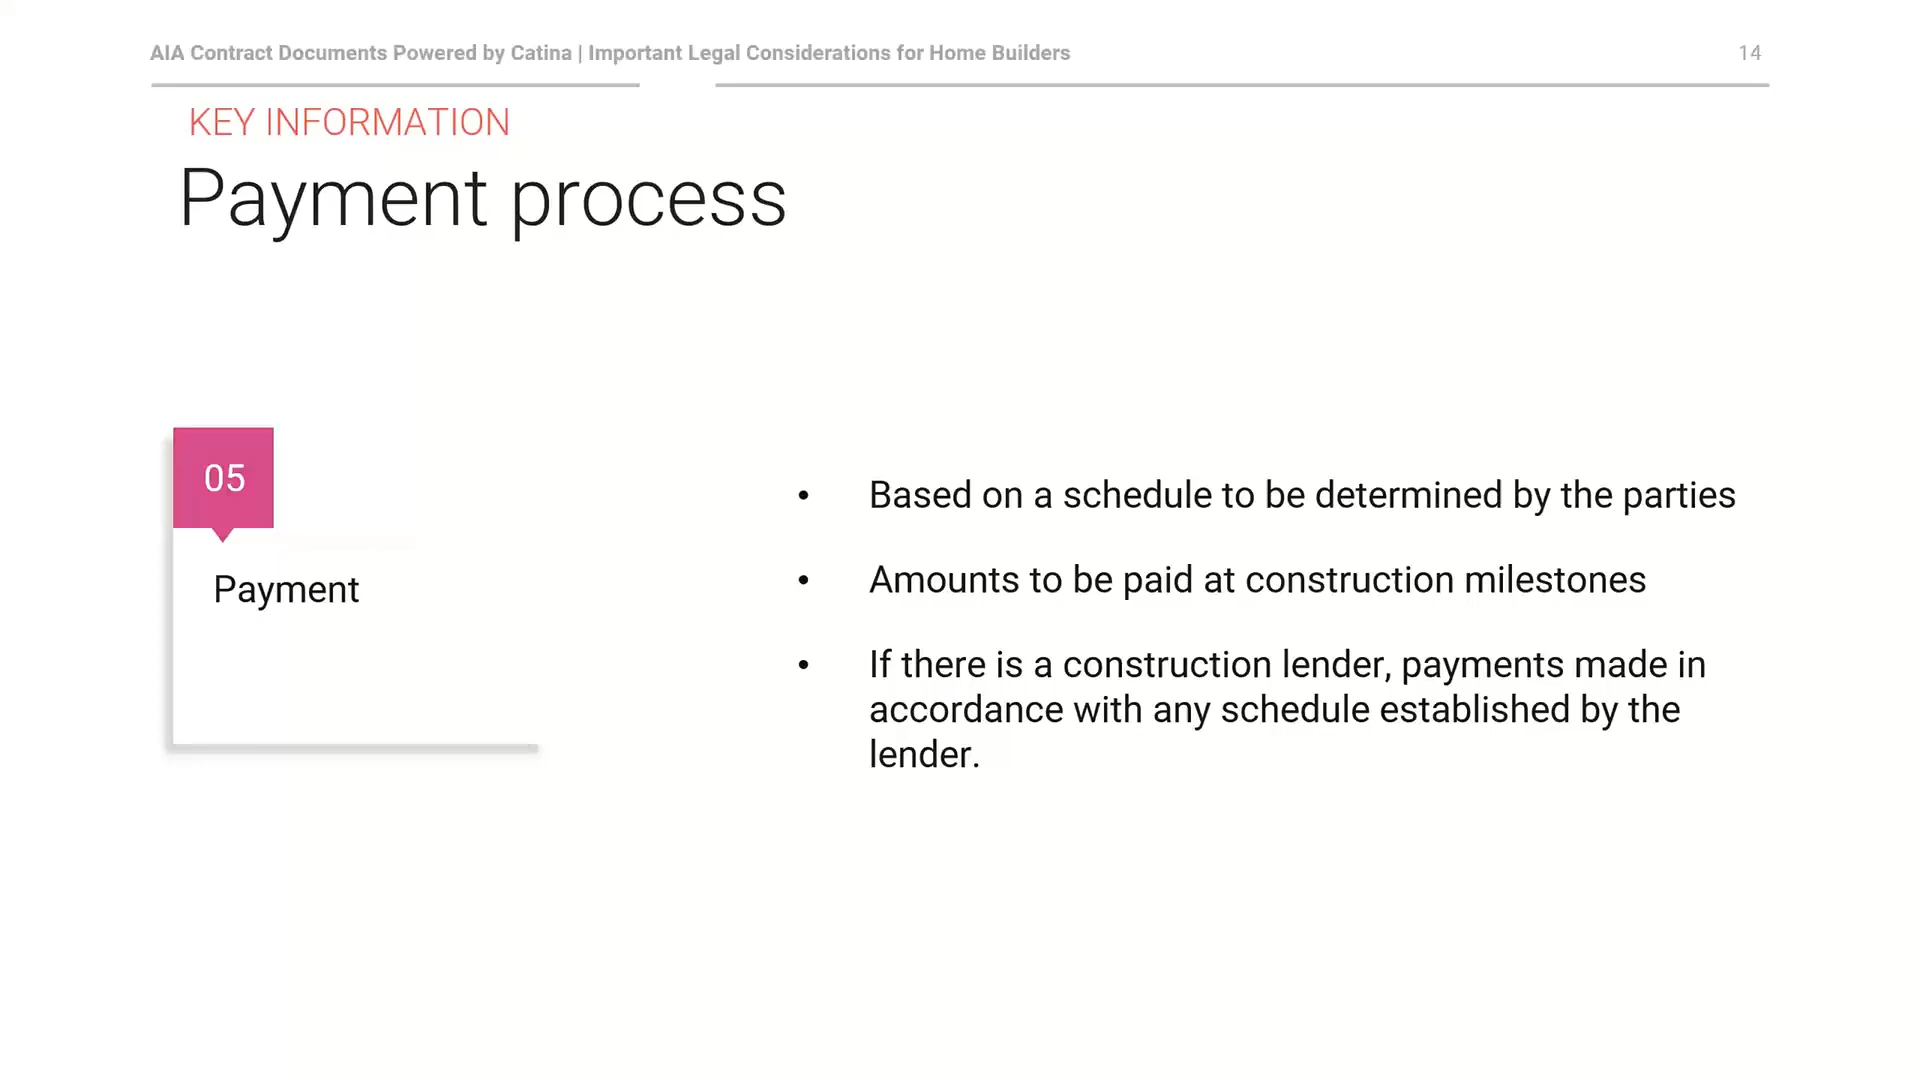 AIA Contract Documents Powered by Catina | Important Legal Considerations for Home Builders
14
KEY INFORMATION
Payment process
05
Payment
• Based on a schedule to be determined by the parties
• Amounts to be paid at construction milestones
• If there is a construction lender, payments made in
accordance with any schedule established by the
lender.